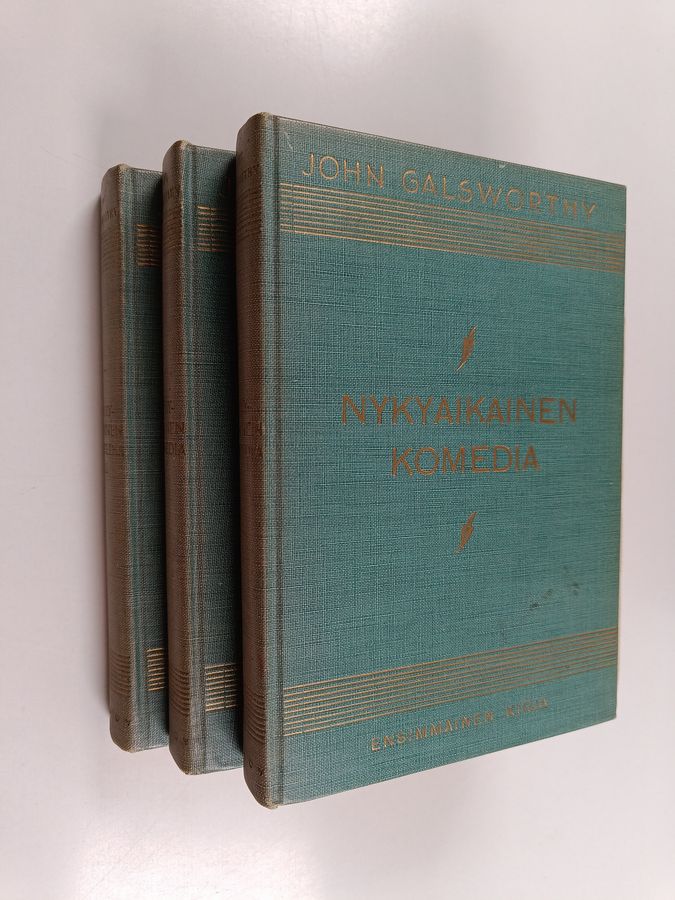 JOHN GALSWORTHY
NYKYAIKAINEN
KOMEDIA
ENSIMMÄINEN KIRJA